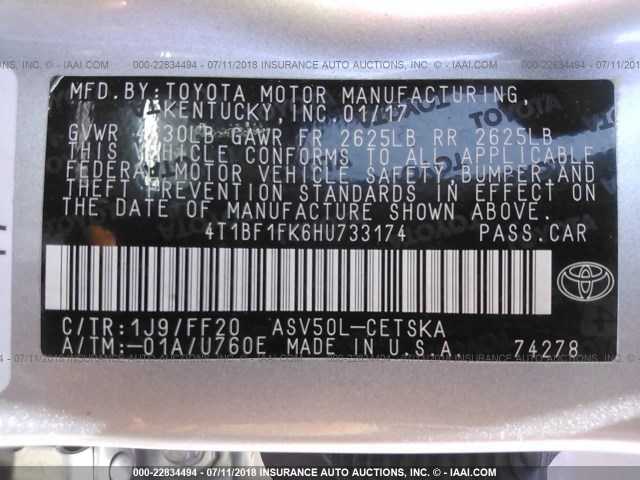 000-22834494 - 07/11/2018 INSURANCE AUTO AUCTIONS, INC. - © IAAI.COM
MFD.BY:TOYOTA MOTOR MANUFACTURING,
KENTUCKY, INC. 01/17
GVWR 30LB GAWR FR 2625LB RR 2625LB
THIS VEHICLE CONFORMS TO ALL APPLICABLE
FEDERAL MOTOR VEHICLE SAFETY, BUMPER AND
THEFT PREVENTION STANDARDS IN EFFECT ON
THE DATE OF MANUFACTURE SHOWN ABOVE.
4T1BF1FK6HU733174 PASS.CAR
TOYOTA
C/TR:1J9/FF20 ASV50L-CETSKA
A/TM:-01A/U760E MADE IN U.S.A 74278
000-22834494 - 07/11/2018 INSURANCE AUTO AUCTIONS, INC. - © IAAI.COM